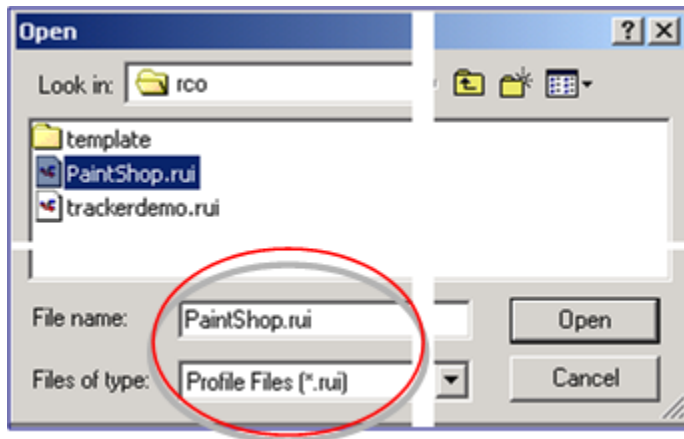 Open
Look in: rco
template
PaintShop.rui
trackerdemo.rui
File name: PaintShop.rui Open
Files of type: Profile Files (*.rui) Cancel